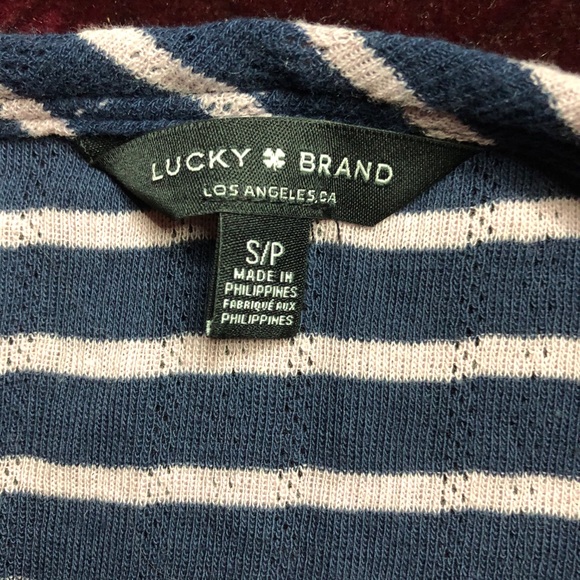 LUCKY BRAND
LOS ANGELES, CA
S/P
MADE IN
PHILIPPINES
FABRIQUÉ AUX
PHILIPPINES